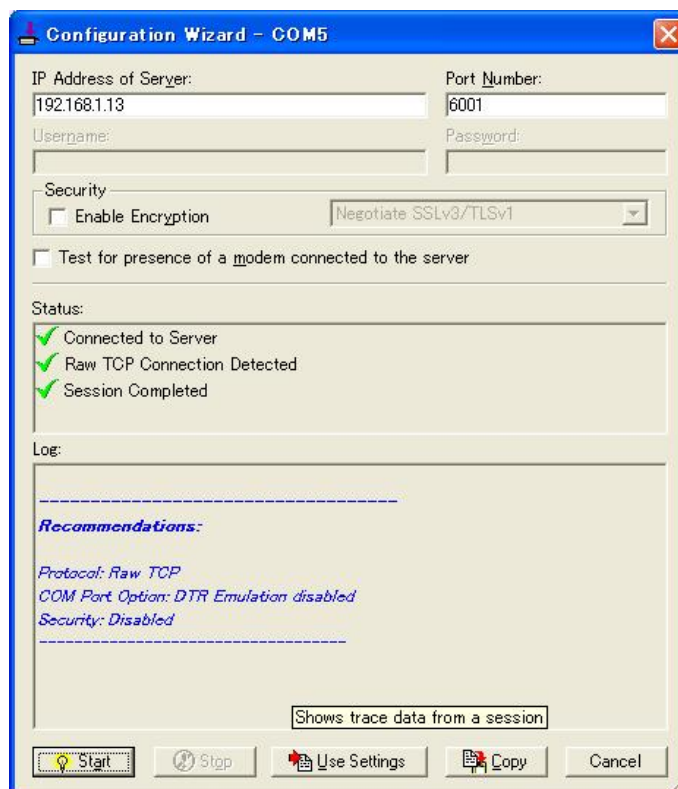 Configuration Wizard - COM5
IP Address of Server: Port Number:
192.168.1.13 6001
Username: Password:
Security
Enable Encryption Negotiate SSLv3/TLSv1
Test for presence of a modem connected to the server
Status:
Connected to Server
Raw TCP Connection Detected
Session Completed
Log:
------------------------------------
Recommendations:
Protocol: Raw TCP
COM Port Option: DTR Emulation disabled
Security: Disabled
------------------------------------
Shows trace data from a session
Start Stop Use Settings Copy Cancel